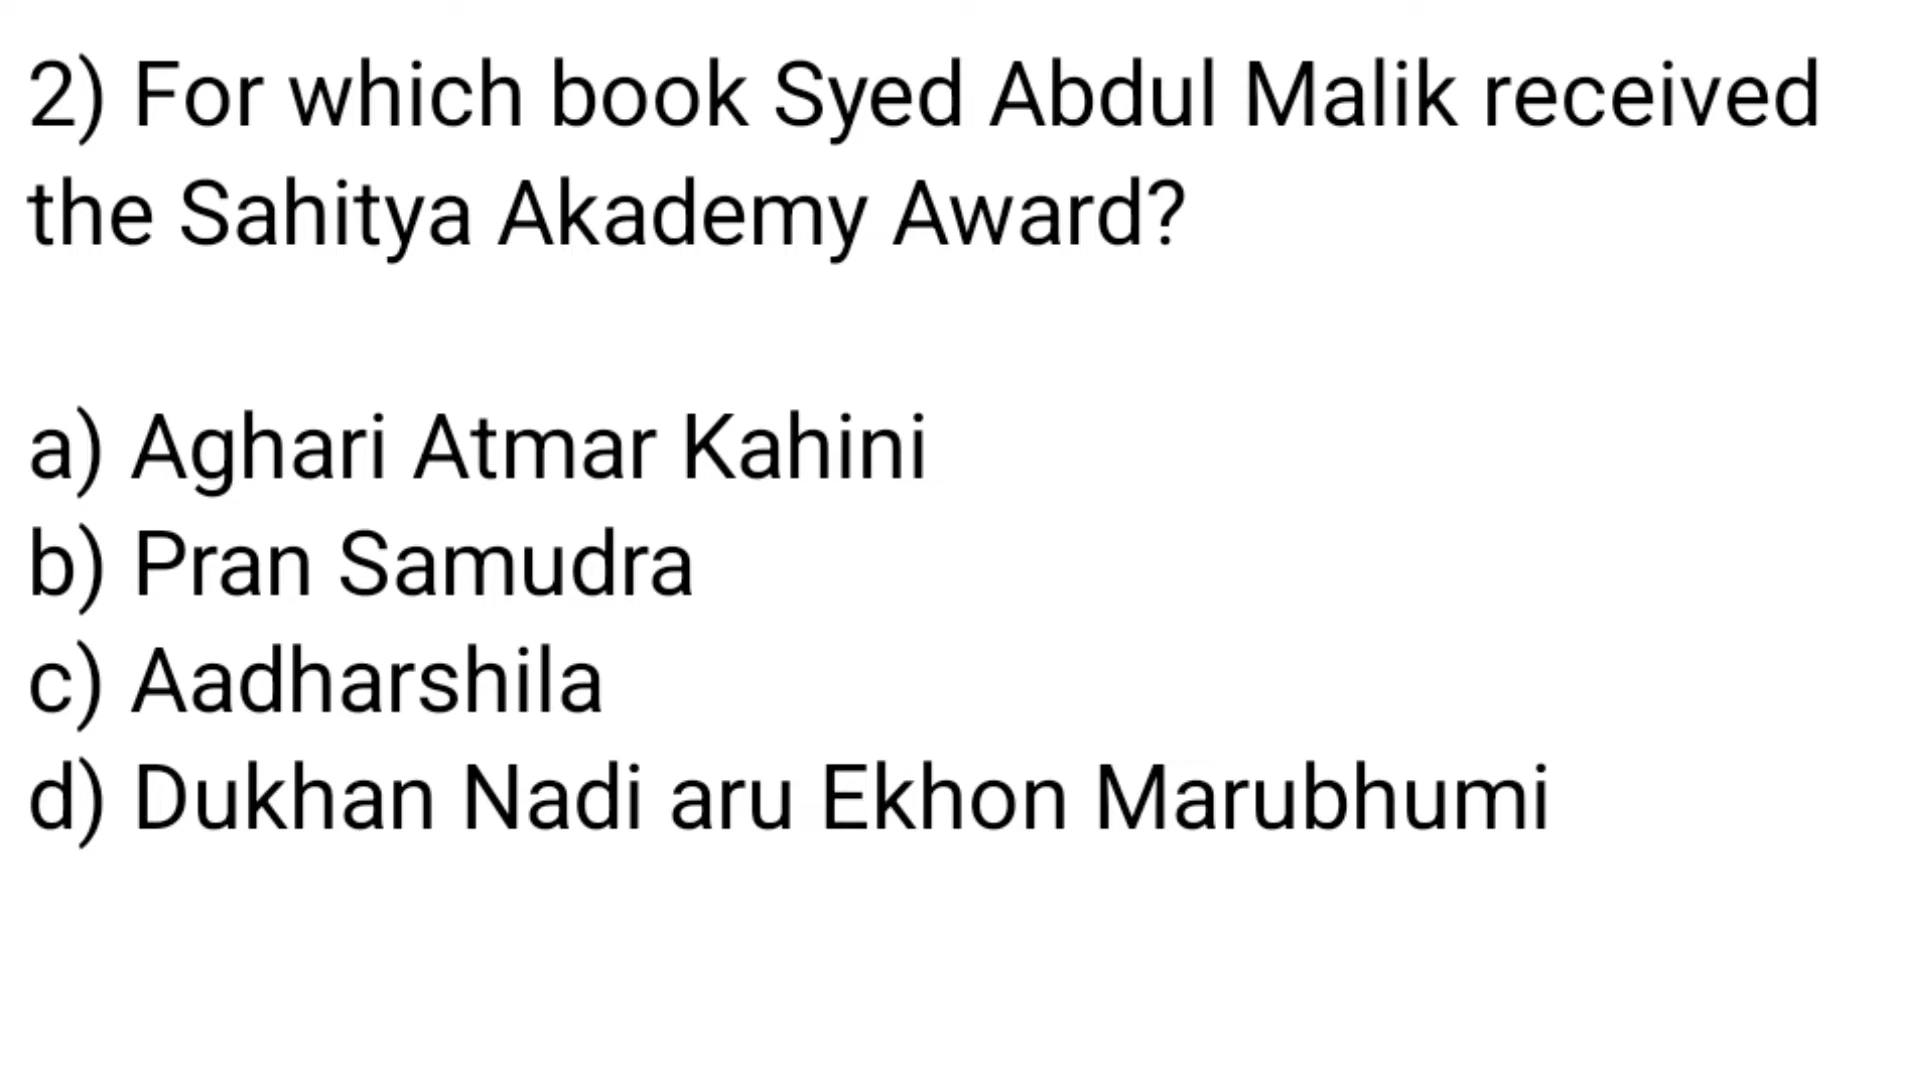 2) For which book Syed Abdul Malik received
the Sahitya Akademy Award?
a) Aghari Atmar Kahini
b) Pran Samudra
c) Aadharshila
d) Dukhan Nadi aru Ekhon Marubhumi